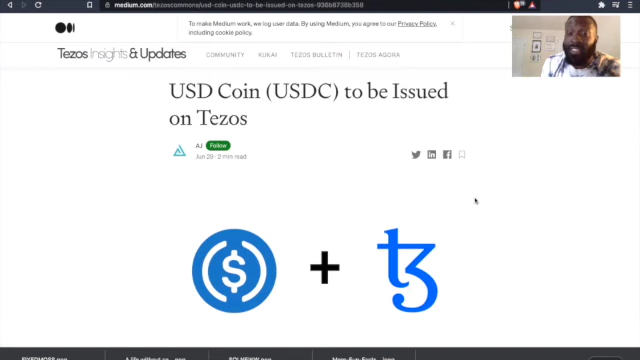 medium.com/tezoscommons/usd-coin-usdc-to-be-issued-on-tezos-936b8738b358
To make Medium work, we log user data. By using Medium, you agree to our Privacy Policy,
including cookie policy.
Tezos Insights & Updates
COMMUNITY KUKAI TEZOS BULLETIN TEZOS AGORA
USD Coin (USDC) to be Issued
on Tezos
AJ Follow
Jun 29 · 2 min read